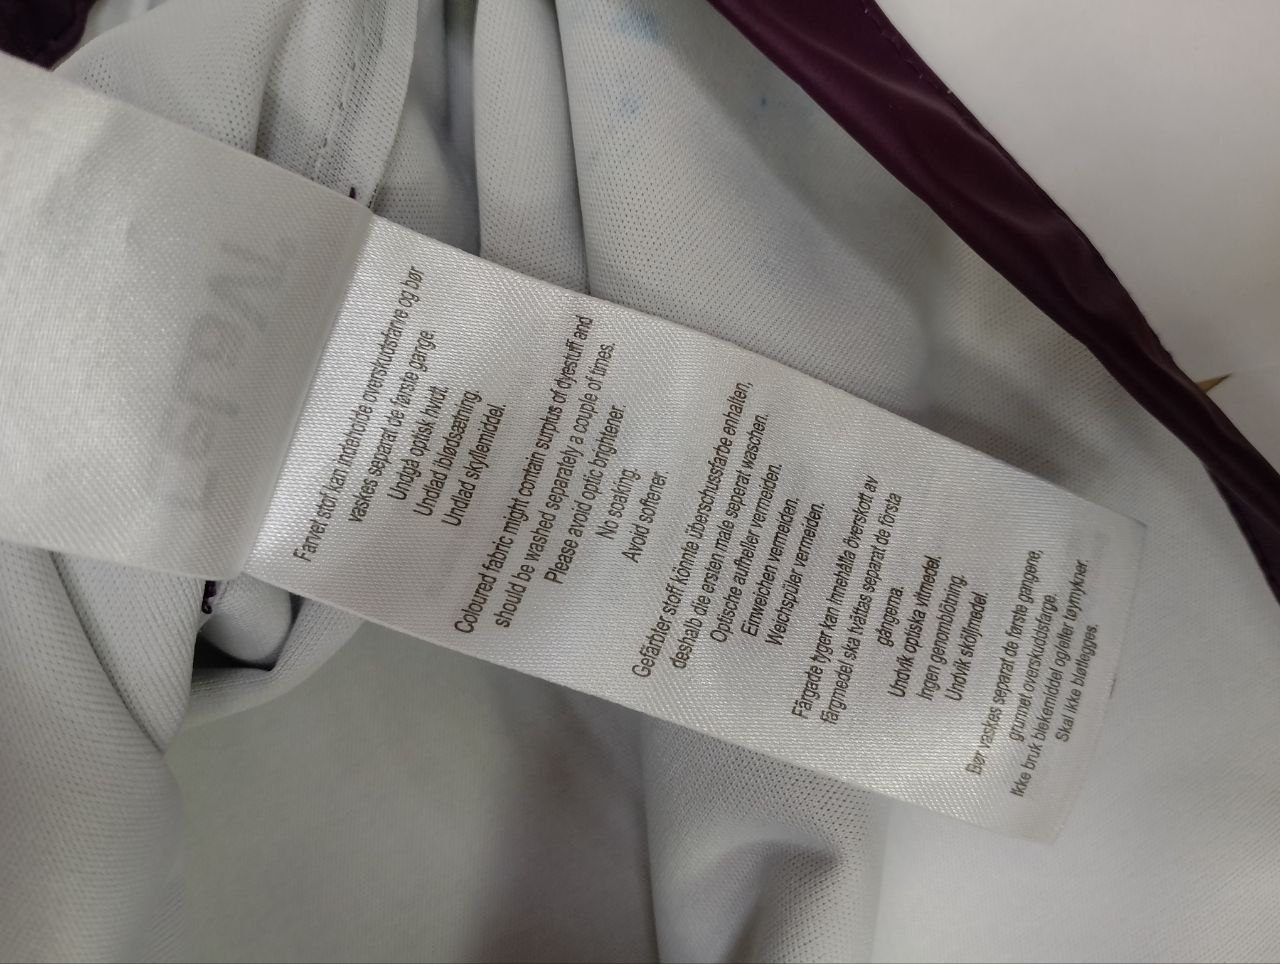 Farvet stof kan indeholde overskudsfarve og bør
vaskes separat de første gange.
Undgå optisk hvidt.
Undlad iblødsætning.
Undlad skyllemiddel.
Coloured fabric might contain surplus of dyestuff and
should be washed separately a couple of times.
Please avoid optic brightener.
No soaking.
Avoid softener.
Gefärbter stoff könnte überschussfarbe enhalten,
deshalb die ersten male seperat waschen.
Optische aufheller vermeiden.
Einweichen vermeiden.
Weichspüler vermeiden.
Färgade tyger kan innehålla överskott av
färgmedel ska tvättas separat de första
gångerna.
Undvik optiska vitmedel.
Ingen genomblötning.
Undvik sköljmedel.
Bør vaskes separat de første gangene,
grunnet overskuddsfarge.
Ikke bruk blekemiddel og/eller tøymykner.
Skal ikke bløtlegges.